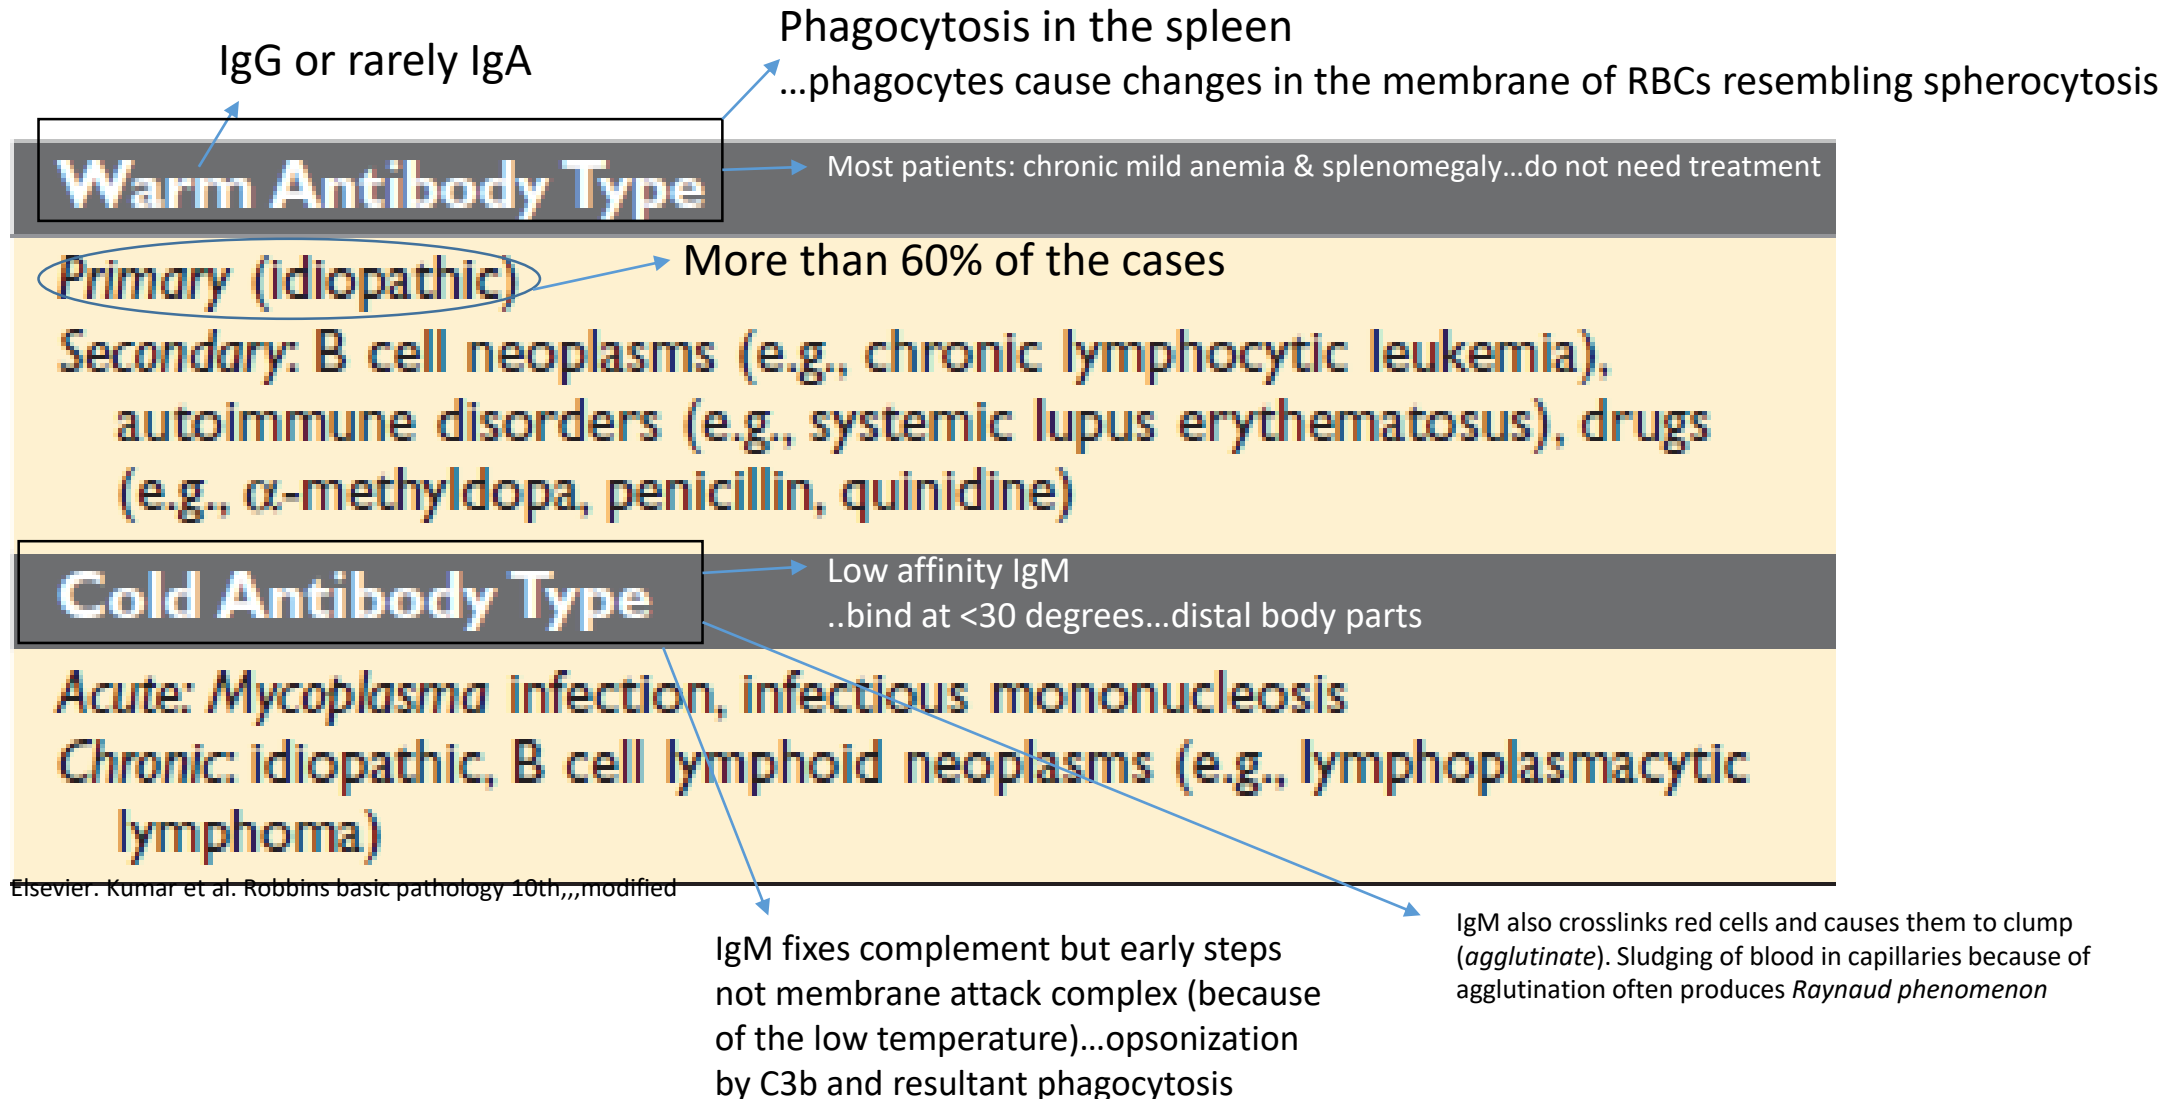 Phagocytosis in the spleen
…phagocytes cause changes in the membrane of RBCs resembling spherocytosis
IgG or rarely IgA
Warm Antibody Type
Most patients: chronic mild anemia & splenomegaly…do not need treatment
Primary (idiopathic)
More than 60% of the cases
Secondary: B cell neoplasms (e.g., chronic lymphocytic leukemia),
autoimmune disorders (e.g., systemic lupus erythematosus), drugs
(e.g., α-methyldopa, penicillin, quinidine)
Cold Antibody Type
Low affinity IgM
..bind at <30 degrees…distal body parts
Acute: Mycoplasma infection, infectious mononucleosis
Chronic: idiopathic, B cell lymphoid neoplasms (e.g., lymphoplasmacytic
lymphoma)
Elsevier. Kumar et al. Robbins basic pathology 10th,,,modified
IgM fixes complement but early steps
not membrane attack complex (because
of the low temperature)…opsonization
by C3b and resultant phagocytosis
IgM also crosslinks red cells and causes them to clump
(agglutinate). Sludging of blood in capillaries because of
agglutination often produces Raynaud phenomenon